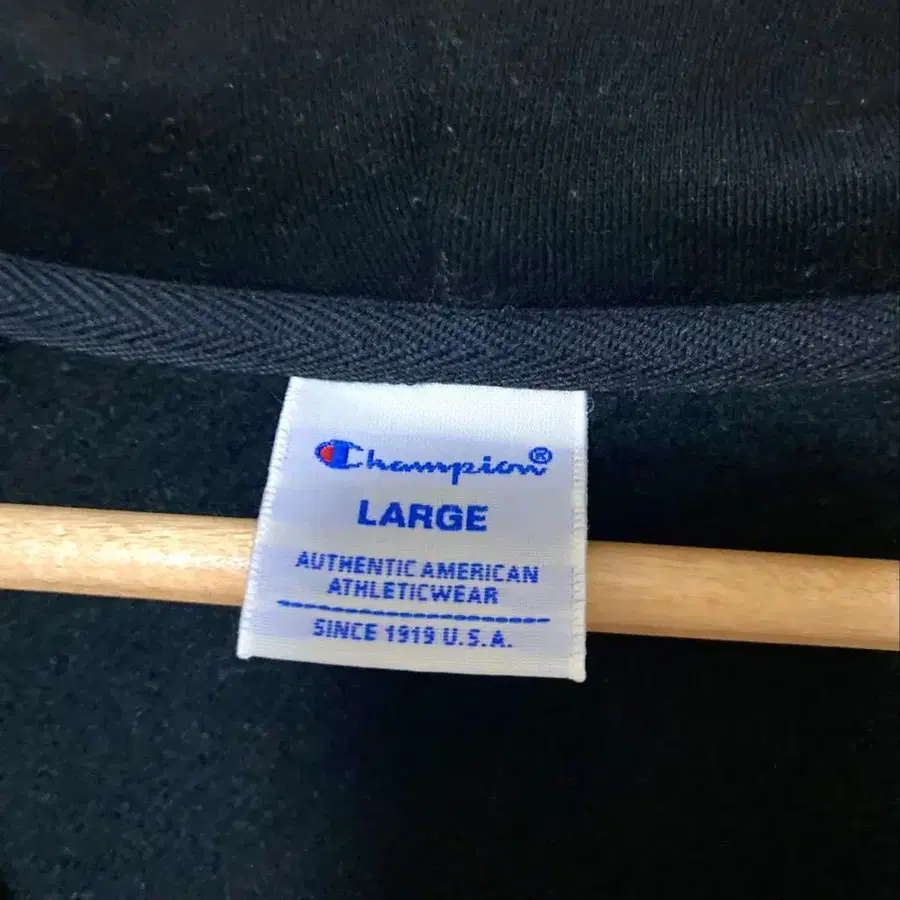 Champion®
LARGE
AUTHENTIC AMERICAN
ATHLETICWEAR
SINCE 1919 U.S.A.